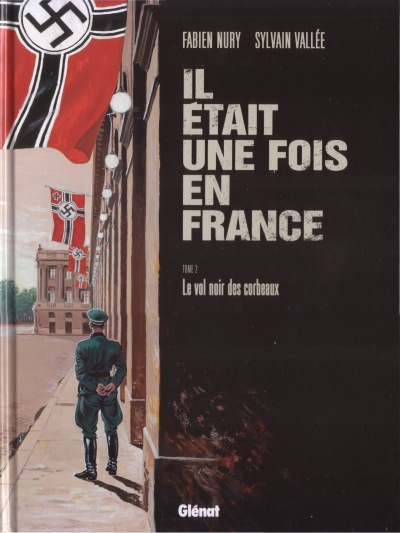 FABIEN NURY SYLVAIN VALLÉE
IL
ÉTAIT
UNE FOIS
EN
FRANCE
TOME 2
Le vol noir des corbeaux
Glénat